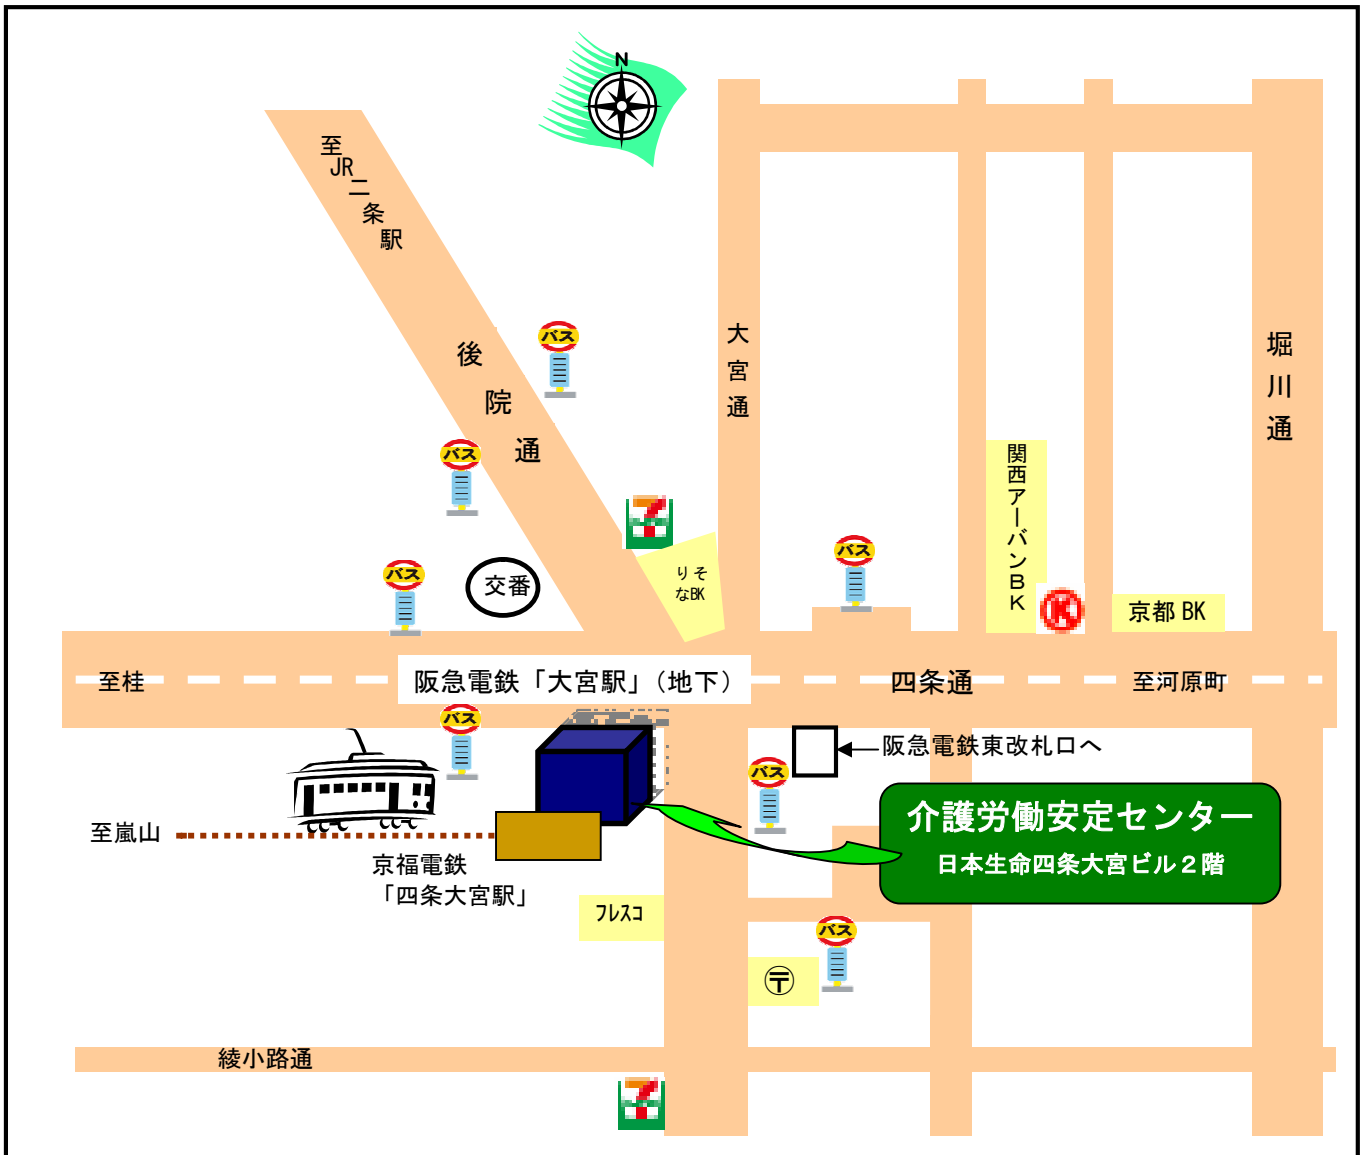 N
至JR二条駅
後院通
大宮通
堀川通
バス
バス
バス
バス
関西アーバンBK
7
りそ
なBK
交番
K
京都 BK
至桂
阪急電鉄「大宮駅」(地下)
四条通
至河原町
バス
バス
阪急電鉄東改札口へ
介護労働安定センター
日本生命四条大宮ビル2階
至嵐山
京福電鉄
「四条大宮駅」
フレスコ
バス
〒
綾小路通
7